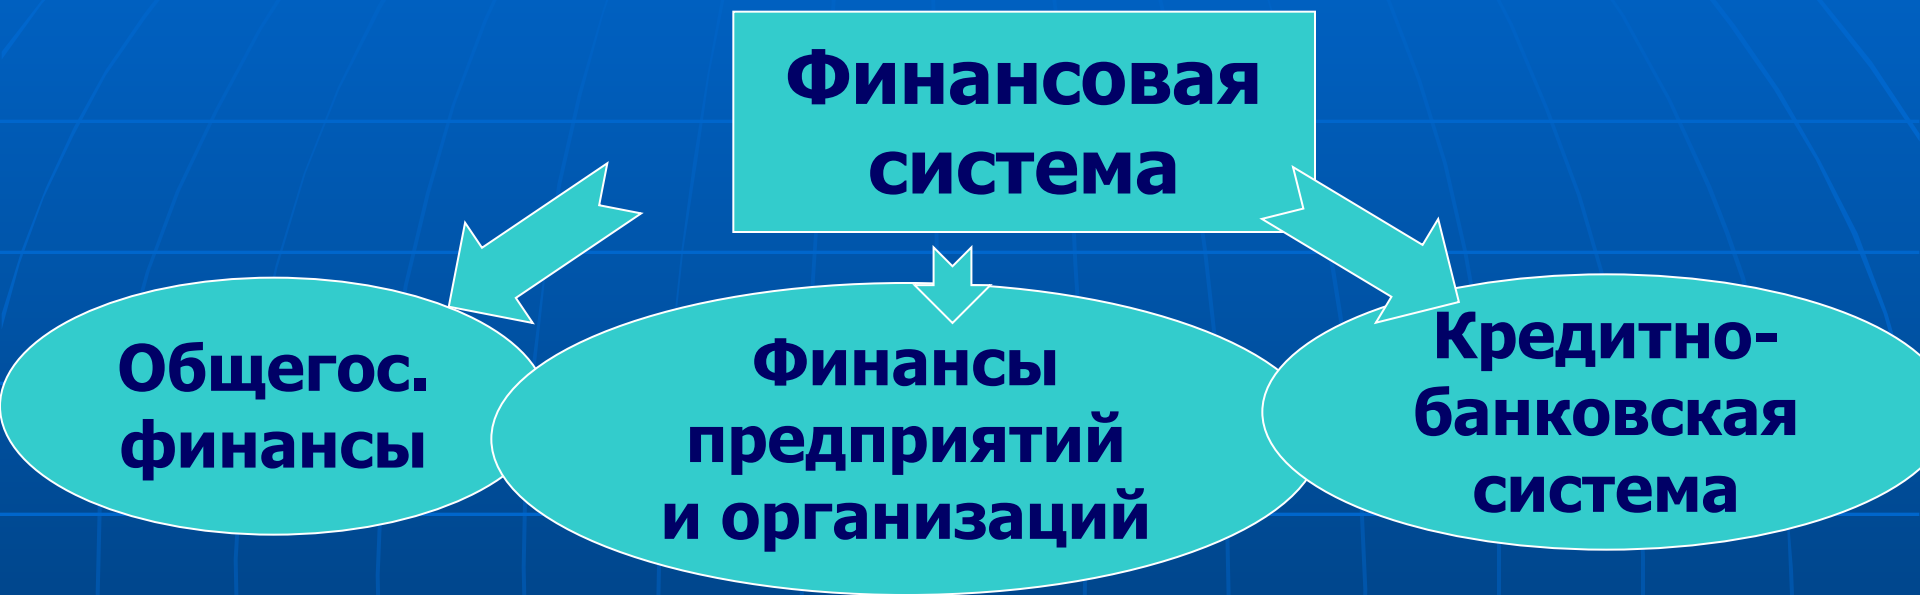 Финансовая
система
Общегос.
финансы
Финансы
предприятий
и организаций
Кредитно-
банковская
система